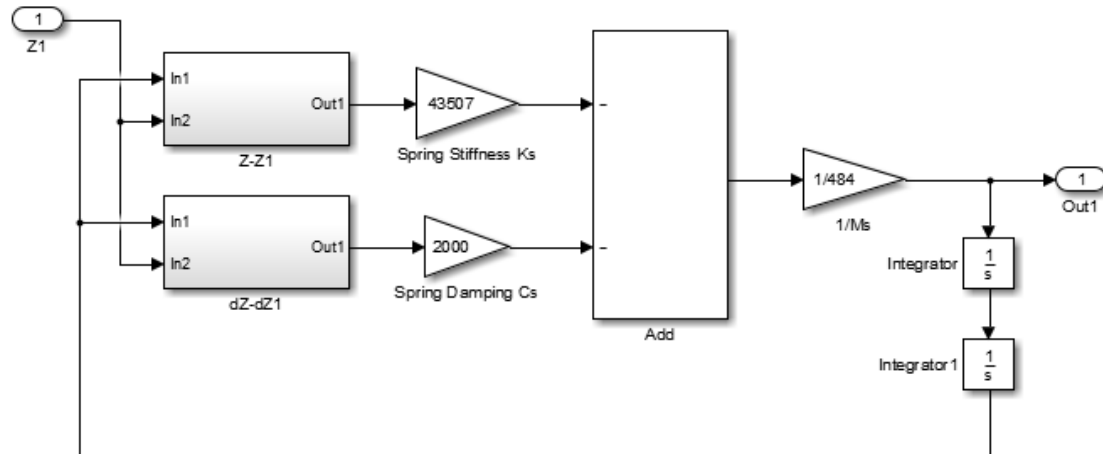 1
Z1
In1
In2
Out1
Z-Z1
43507
Spring Stiffness Ks
-
In1
In2
Out1
dZ-dZ1
2000
Spring Damping Cs
-
Add
1/484
1/Ms
1
Out1
Integrator
1
s
Integrator1
1
s